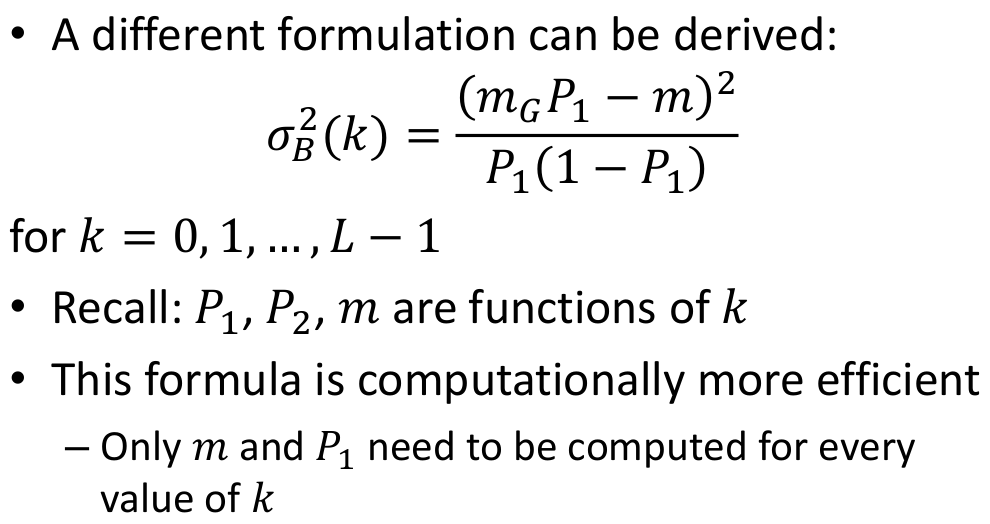 • A different formulation can be derived:
σ_B^2(k) = (m_G P_1 − m)^2 / P_1(1 − P_1)
for k = 0, 1, … , L − 1
• Recall: P_1, P_2, m are functions of k
• This formula is computationally more efficient
– Only m and P_1 need to be computed for every
value of k